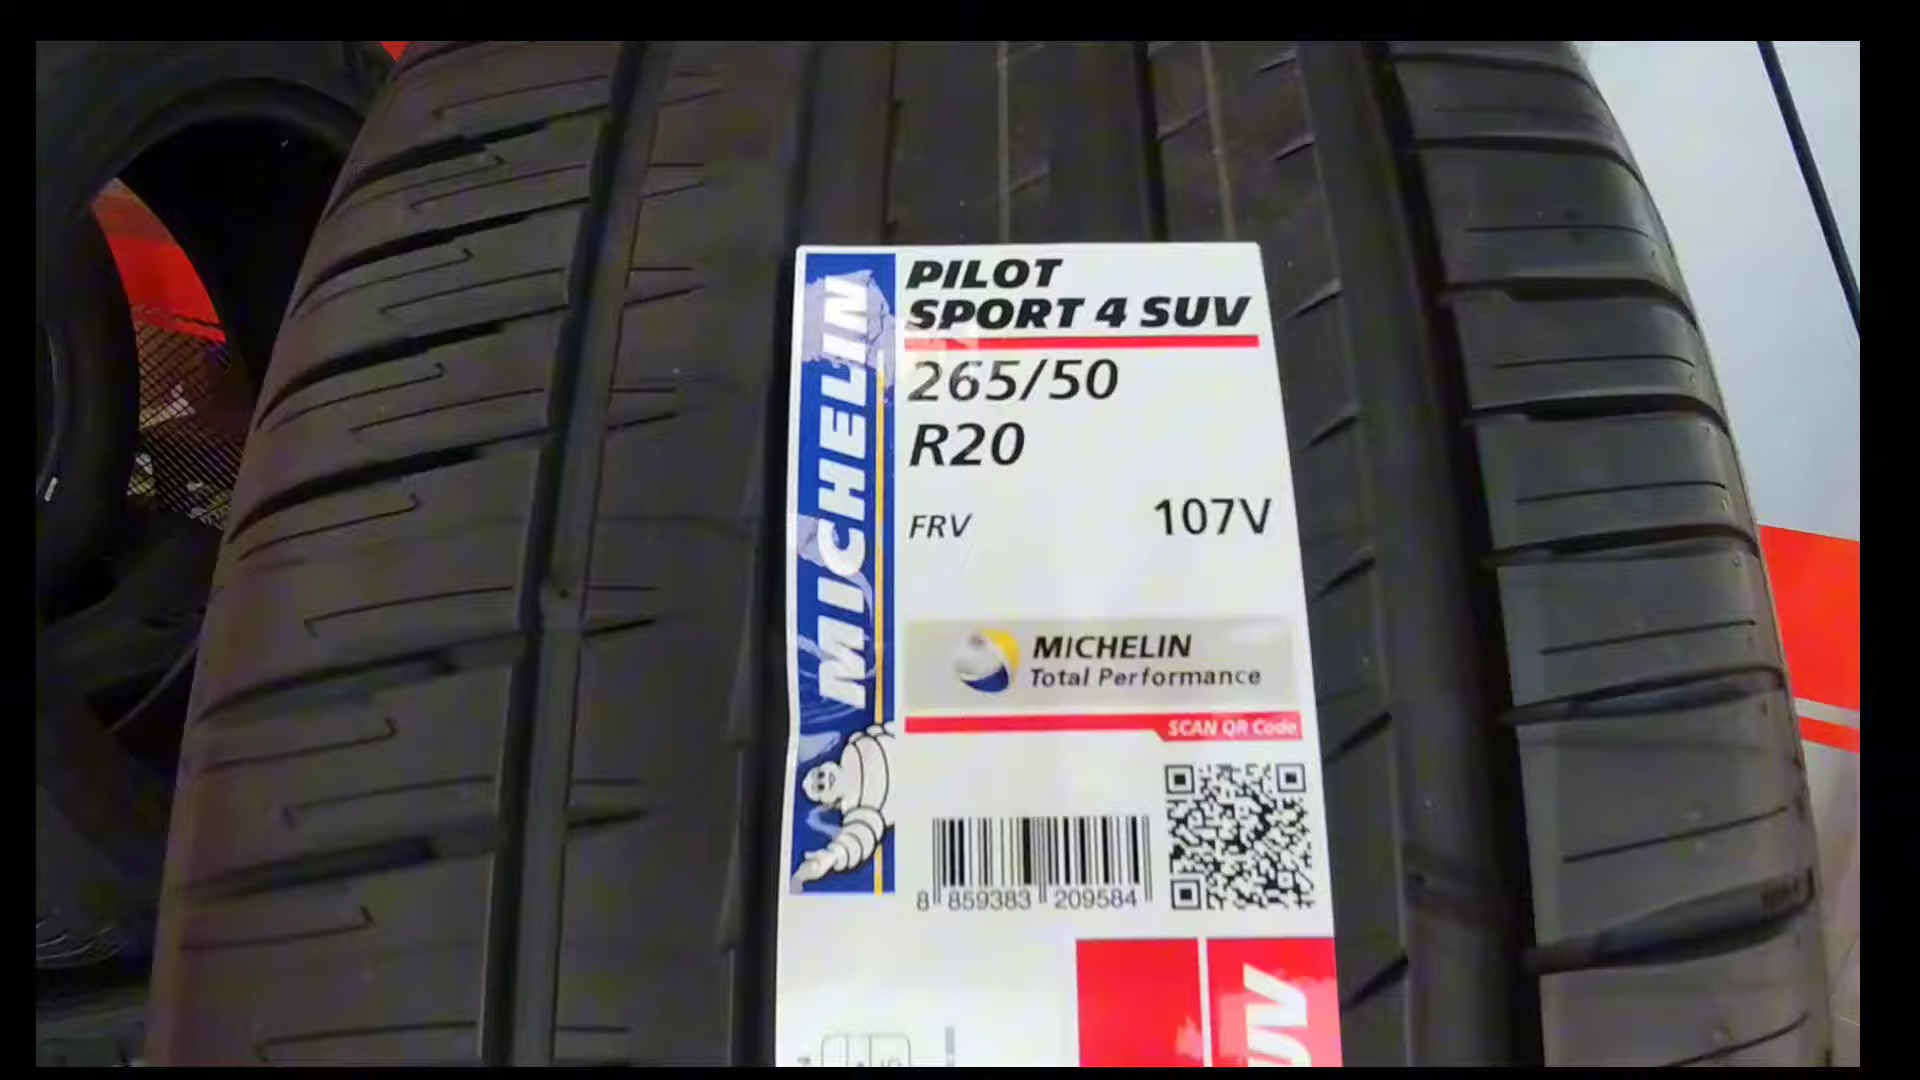 MICHELIN
PILOT
SPORT 4 SUV
265/50
R20
FRV 107V
MICHELIN
Total Performance
SCAN QR Code
8 859383 209584
UV